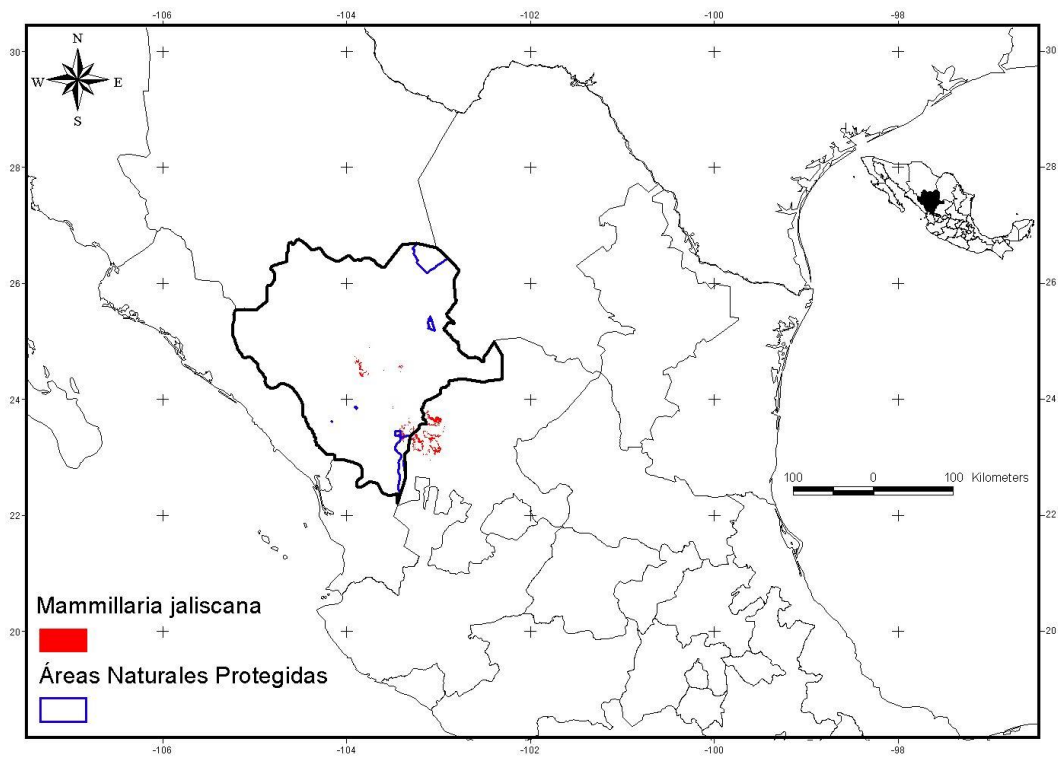 -106 -104 -102 -100 -98
N
W E
S
30 30
28 28
26 26
24 24
100 0 100 Kilometers
22 22
Mammillaria jaliscana
20 20
Áreas Naturales Protegidas
-106 -104 -102 -100 -98